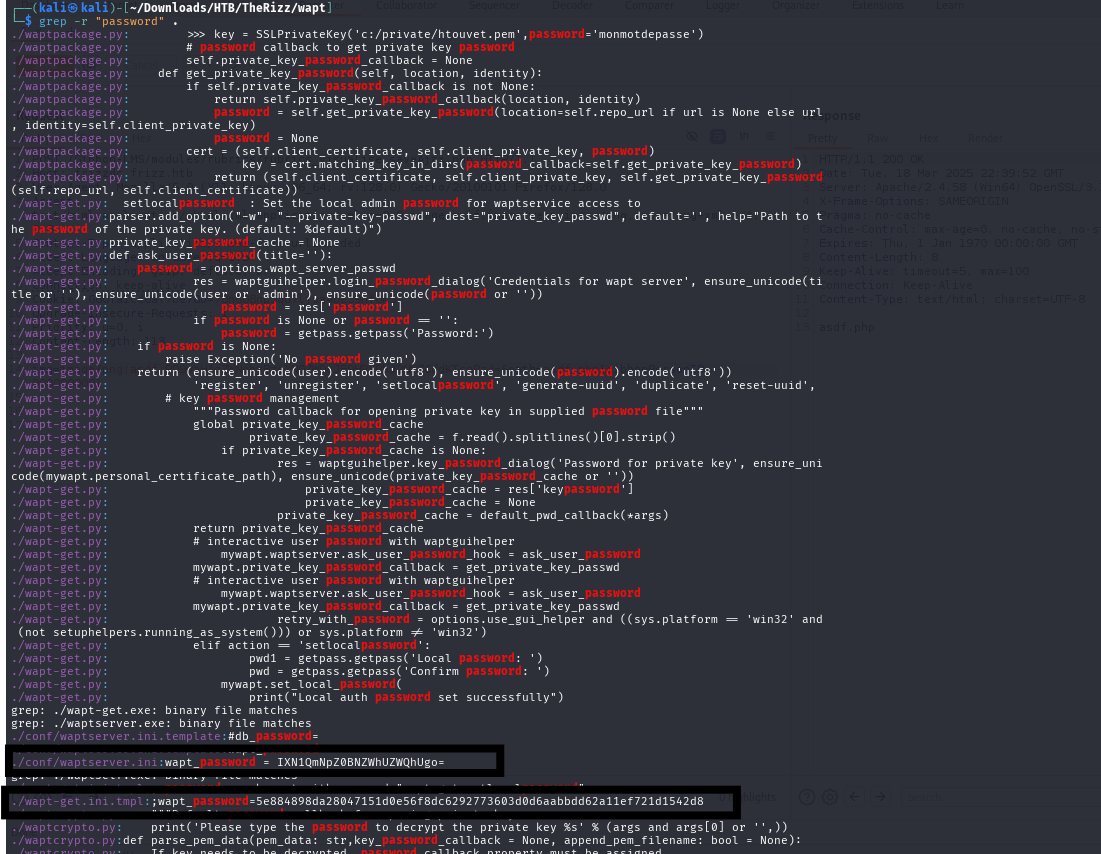 ┌──(kali㉿kali)-[~/Downloads/HTB/TheRizz/wapt]
└─$ grep -r "password" .
./waptpackage.py:        >>> key = SSLPrivateKey('c:/private/htouvet.pem',password='monmotdepasse')
./waptpackage.py:        # password callback to get private key password
./waptpackage.py:        self.private_key_password_callback = None
./waptpackage.py:    def get_private_key_password(self, location, identity):
./waptpackage.py:        if self.private_key_password_callback is not None:
./waptpackage.py:            return self.private_key_password_callback(location, identity)
./waptpackage.py:            password = self.get_private_key_password(location=self.repo_url if url is None else url
, identity=self.client_private_key)
./waptpackage.py:            password = None
./waptpackage.py:        cert = (self.client_certificate, self.client_private_key, password)
./waptpackage.py:            key = cert.matching_key_in_dirs(password_callback=self.get_private_key_password)
./waptpackage.py:            return (self.client_certificate, self.client_private_key, self.get_private_key_password
(self.repo_url, self.client_certificate))
./wapt-get.py:  setlocalpassword  : Set the local admin password for waptservice access to
./wapt-get.py:parser.add_option("-w", "--private-key-passwd", dest="private_key_passwd", default='', help="Path to t
he password of the private key. (default: %default)")
./wapt-get.py:private_key_password_cache = None
./wapt-get.py:def ask_user_password(title=''):
./wapt-get.py:    password = options.wapt_server_passwd
./wapt-get.py:            res = waptguihelper.login_password_dialog('Credentials for wapt server', ensure_unicode(ti
tle or ''), ensure_unicode(user or 'admin'), ensure_unicode(password or ''))
./wapt-get.py:                password = res['password']
./wapt-get.py:            if password is None or password == '':
./wapt-get.py:                password = getpass.getpass('Password:')
./wapt-get.py:    if password is None:
./wapt-get.py:        raise Exception('No password given')
./wapt-get.py:    return (ensure_unicode(user).encode('utf8'), ensure_unicode(password).encode('utf8'))
./wapt-get.py:            'register', 'unregister', 'setlocalpassword', 'generate-uuid', 'duplicate', 'reset-uuid',
./wapt-get.py:        # key password management
./wapt-get.py:            """Password callback for opening private key in supplied password file"""
./wapt-get.py:            global private_key_password_cache
./wapt-get.py:                    private_key_password_cache = f.read().splitlines()[0].strip()
./wapt-get.py:                if private_key_password_cache is None:
./wapt-get.py:                        res = waptguihelper.key_password_dialog('Password for private key', ensure_uni
code(mywapt.personal_certificate_path), ensure_unicode(private_key_password_cache or ''))
./wapt-get.py:                            private_key_password_cache = res['keypassword']
./wapt-get.py:                            private_key_password_cache = None
./wapt-get.py:                        private_key_password_cache = default_pwd_callback(*args)
./wapt-get.py:            return private_key_password_cache
./wapt-get.py:            # interactive user password with waptguihelper
./wapt-get.py:                mywapt.waptserver.ask_user_password_hook = ask_user_password
./wapt-get.py:            mywapt.private_key_password_callback = get_private_key_passwd
./wapt-get.py:            # interactive user password with waptguihelper
./wapt-get.py:                mywapt.waptserver.ask_user_password_hook = ask_user_password
./wapt-get.py:            mywapt.private_key_password_callback = get_private_key_passwd
./wapt-get.py:                        retry_with_password = options.use_gui_helper and ((sys.platform == 'win32' and
 (not setuphelpers.running_as_system())) or sys.platform != 'win32')
./wapt-get.py:            elif action == 'setlocalpassword':
./wapt-get.py:                    pwd1 = getpass.getpass('Local password: ')
./wapt-get.py:                    pwd = getpass.getpass('Confirm password: ')
./wapt-get.py:                mywapt.set_local_password(
./wapt-get.py:                    print("Local auth password set successfully")
grep: ./wapt-get.exe: binary file matches
grep: ./waptserver.exe: binary file matches
./conf/waptserver.ini.template:#db_password=
./conf/waptserver.ini:wapt_password = IXN1QmNpZ0BNZWhUZWQhUgo=
./wapt-get.ini.tmpl:;wapt_password=5e884898da28047151d0e56f8dc6292773603d0d6aabbdd62a11ef721d1542d8
./waptcrypto.py:    print('Please type the password to decrypt the private key %s' % (args and args[0] or '',))
./waptcrypto.py:def parse_pem_data(pem_data: str,key_password_callback = None, append_pem_filename: bool = None):
./waptcrypto.py:    If key needs to be decrypted, password callback property must be assigned